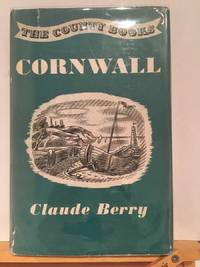 THE COUNTY BOOKS
CORNWALL
Claude Berry